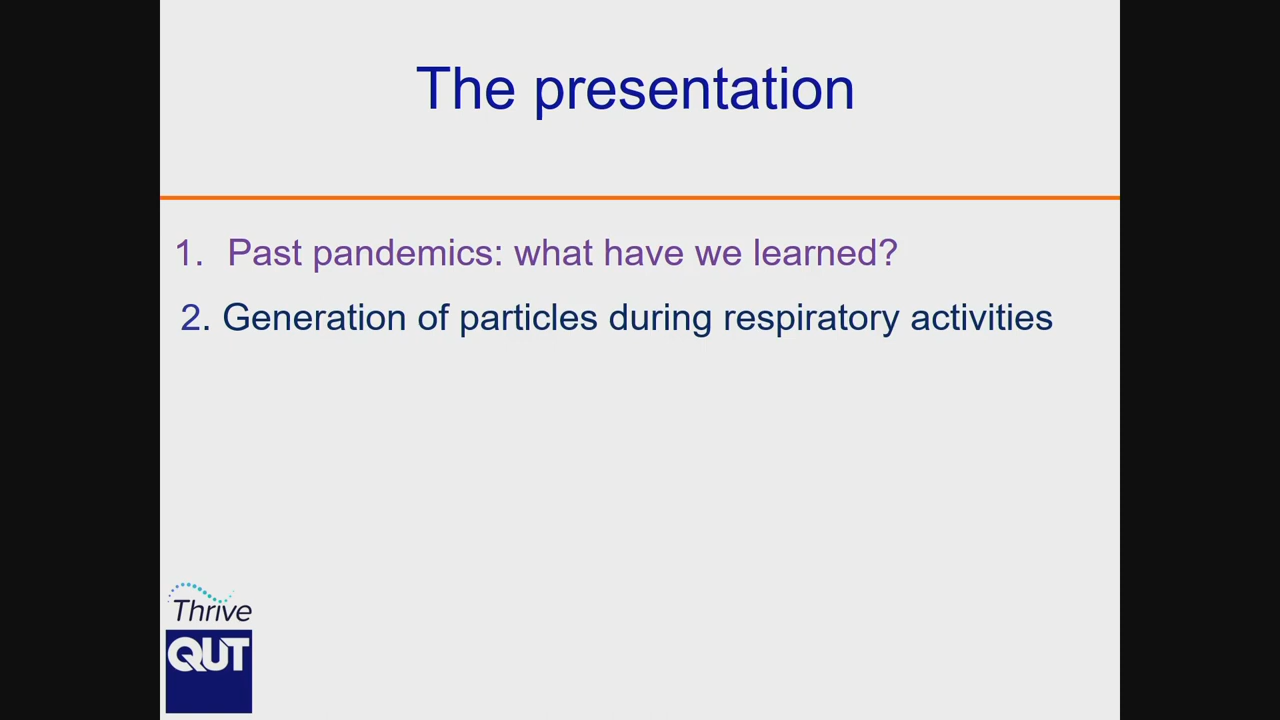 The presentation
1. Past pandemics: what have we learned?
2. Generation of particles during respiratory activities
Thrive
QUT